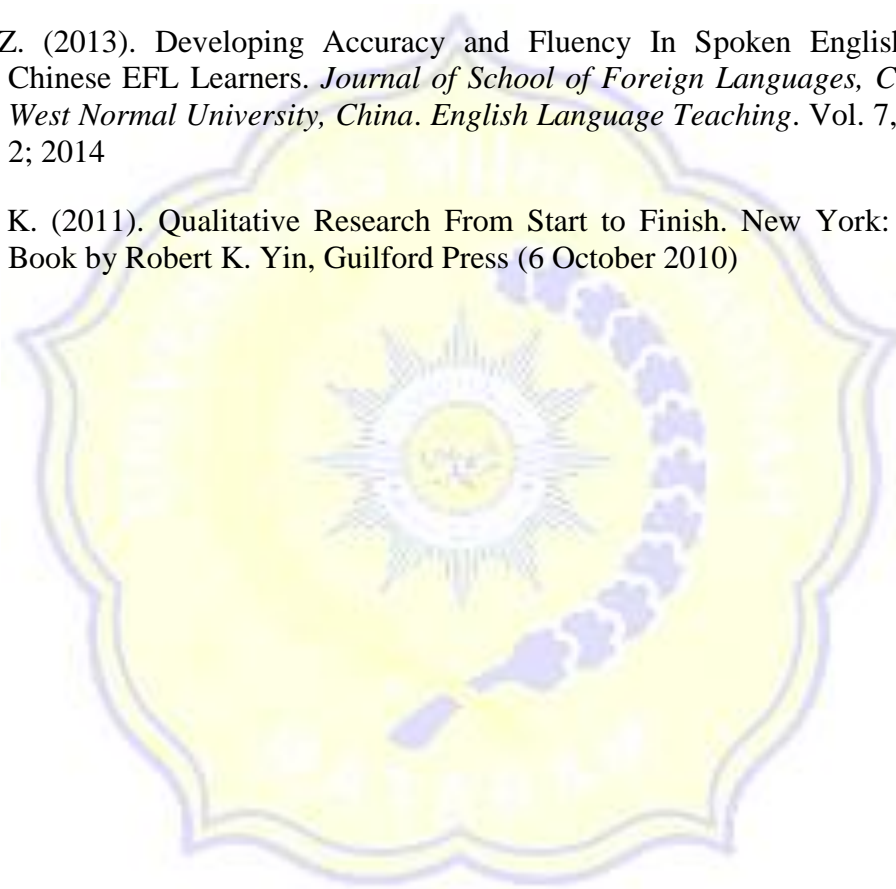 Z. (2013). Developing Accuracy and Fluency In Spoken English
Chinese EFL Learners. Journal of School of Foreign Languages, C
West Normal University, China. English Language Teaching. Vol. 7,
2; 2014
K. (2011). Qualitative Research From Start to Finish. New York:
Book by Robert K. Yin, Guilford Press (6 October 2010)